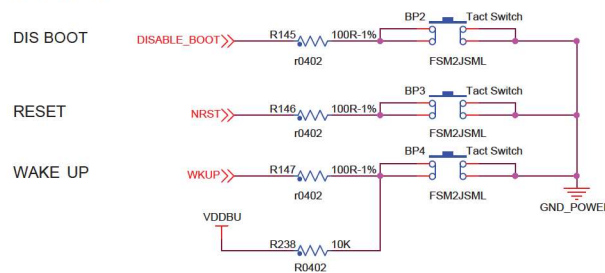 BP2 Tact Switch
DIS BOOT DISABLE_BOOT R145 100R-1%
r0402 FSM2JSML
BP3 Tact Switch
RESET NRST R146 100R-1%
r0402 FSM2JSML
BP4 Tact Switch
WAKE UP WKUP R147 100R-1%
r0402 FSM2JSML
VDDBU GND_POWER
R238 10K
R0402